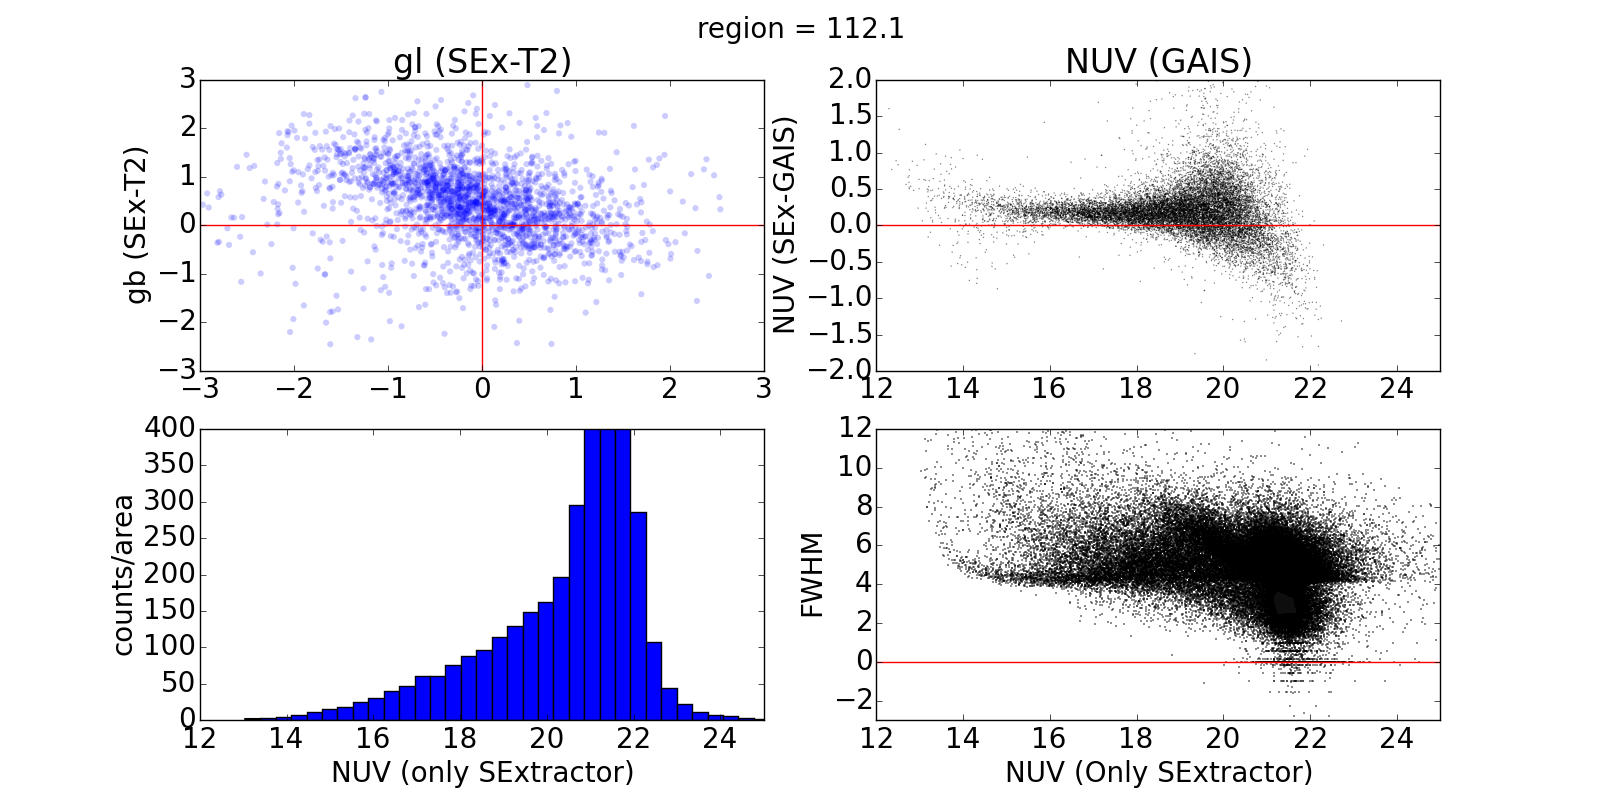 region = 112.1
gl (SEx-T2)
NUV (GAIS)
gb (SEx-T2)
3
2
1
0
−1
−2
−3
−3 −2 −1 0 1 2 3
NUV (SEx-GAIS)
2.0
1.5
1.0
0.5
0.0
−0.5
−1.0
−1.5
−2.0
12 14 16 18 20 22 24
counts/area
400
350
300
250
200
150
100
50
0
12 14 16 18 20 22 24
NUV (only SExtractor)
FWHM
12
10
8
6
4
2
0
−2
12 14 16 18 20 22 24
NUV (Only SExtractor)